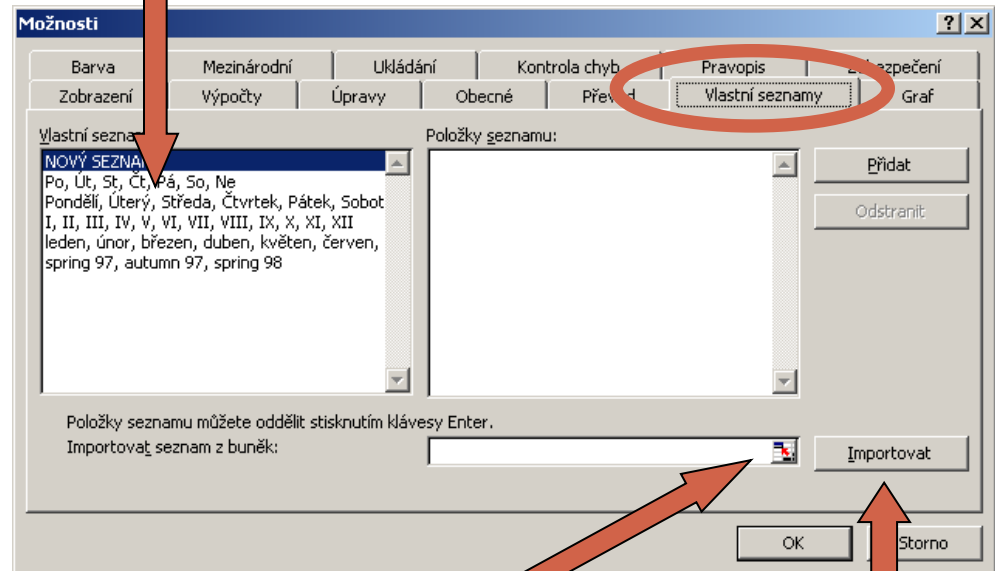 Možnosti
Barva Mezinárodní Ukládání Kontrola chyb Pravopis
Zobrazení Výpočty Úpravy Obecné Vlastní seznamy Graf
Vlastní Položky seznamu:
NOVÝ SEZNAM
Po, Út, St, Čt, Pá, So, Ne
Pondělí, Úterý, Středa, Čtvrtek, Pátek, Sobot
I, II, III, IV, V, VI, VII, VIII, IX, X, XI, XII
leden, únor, březen, duben, květen, červen,
spring 97, autumn 97, spring 98
Přidat
Odstranit
Položky seznamu můžete oddělit stisknutím klávesy Enter.
Importovat seznam z buněk:
Importovat
OK Storno